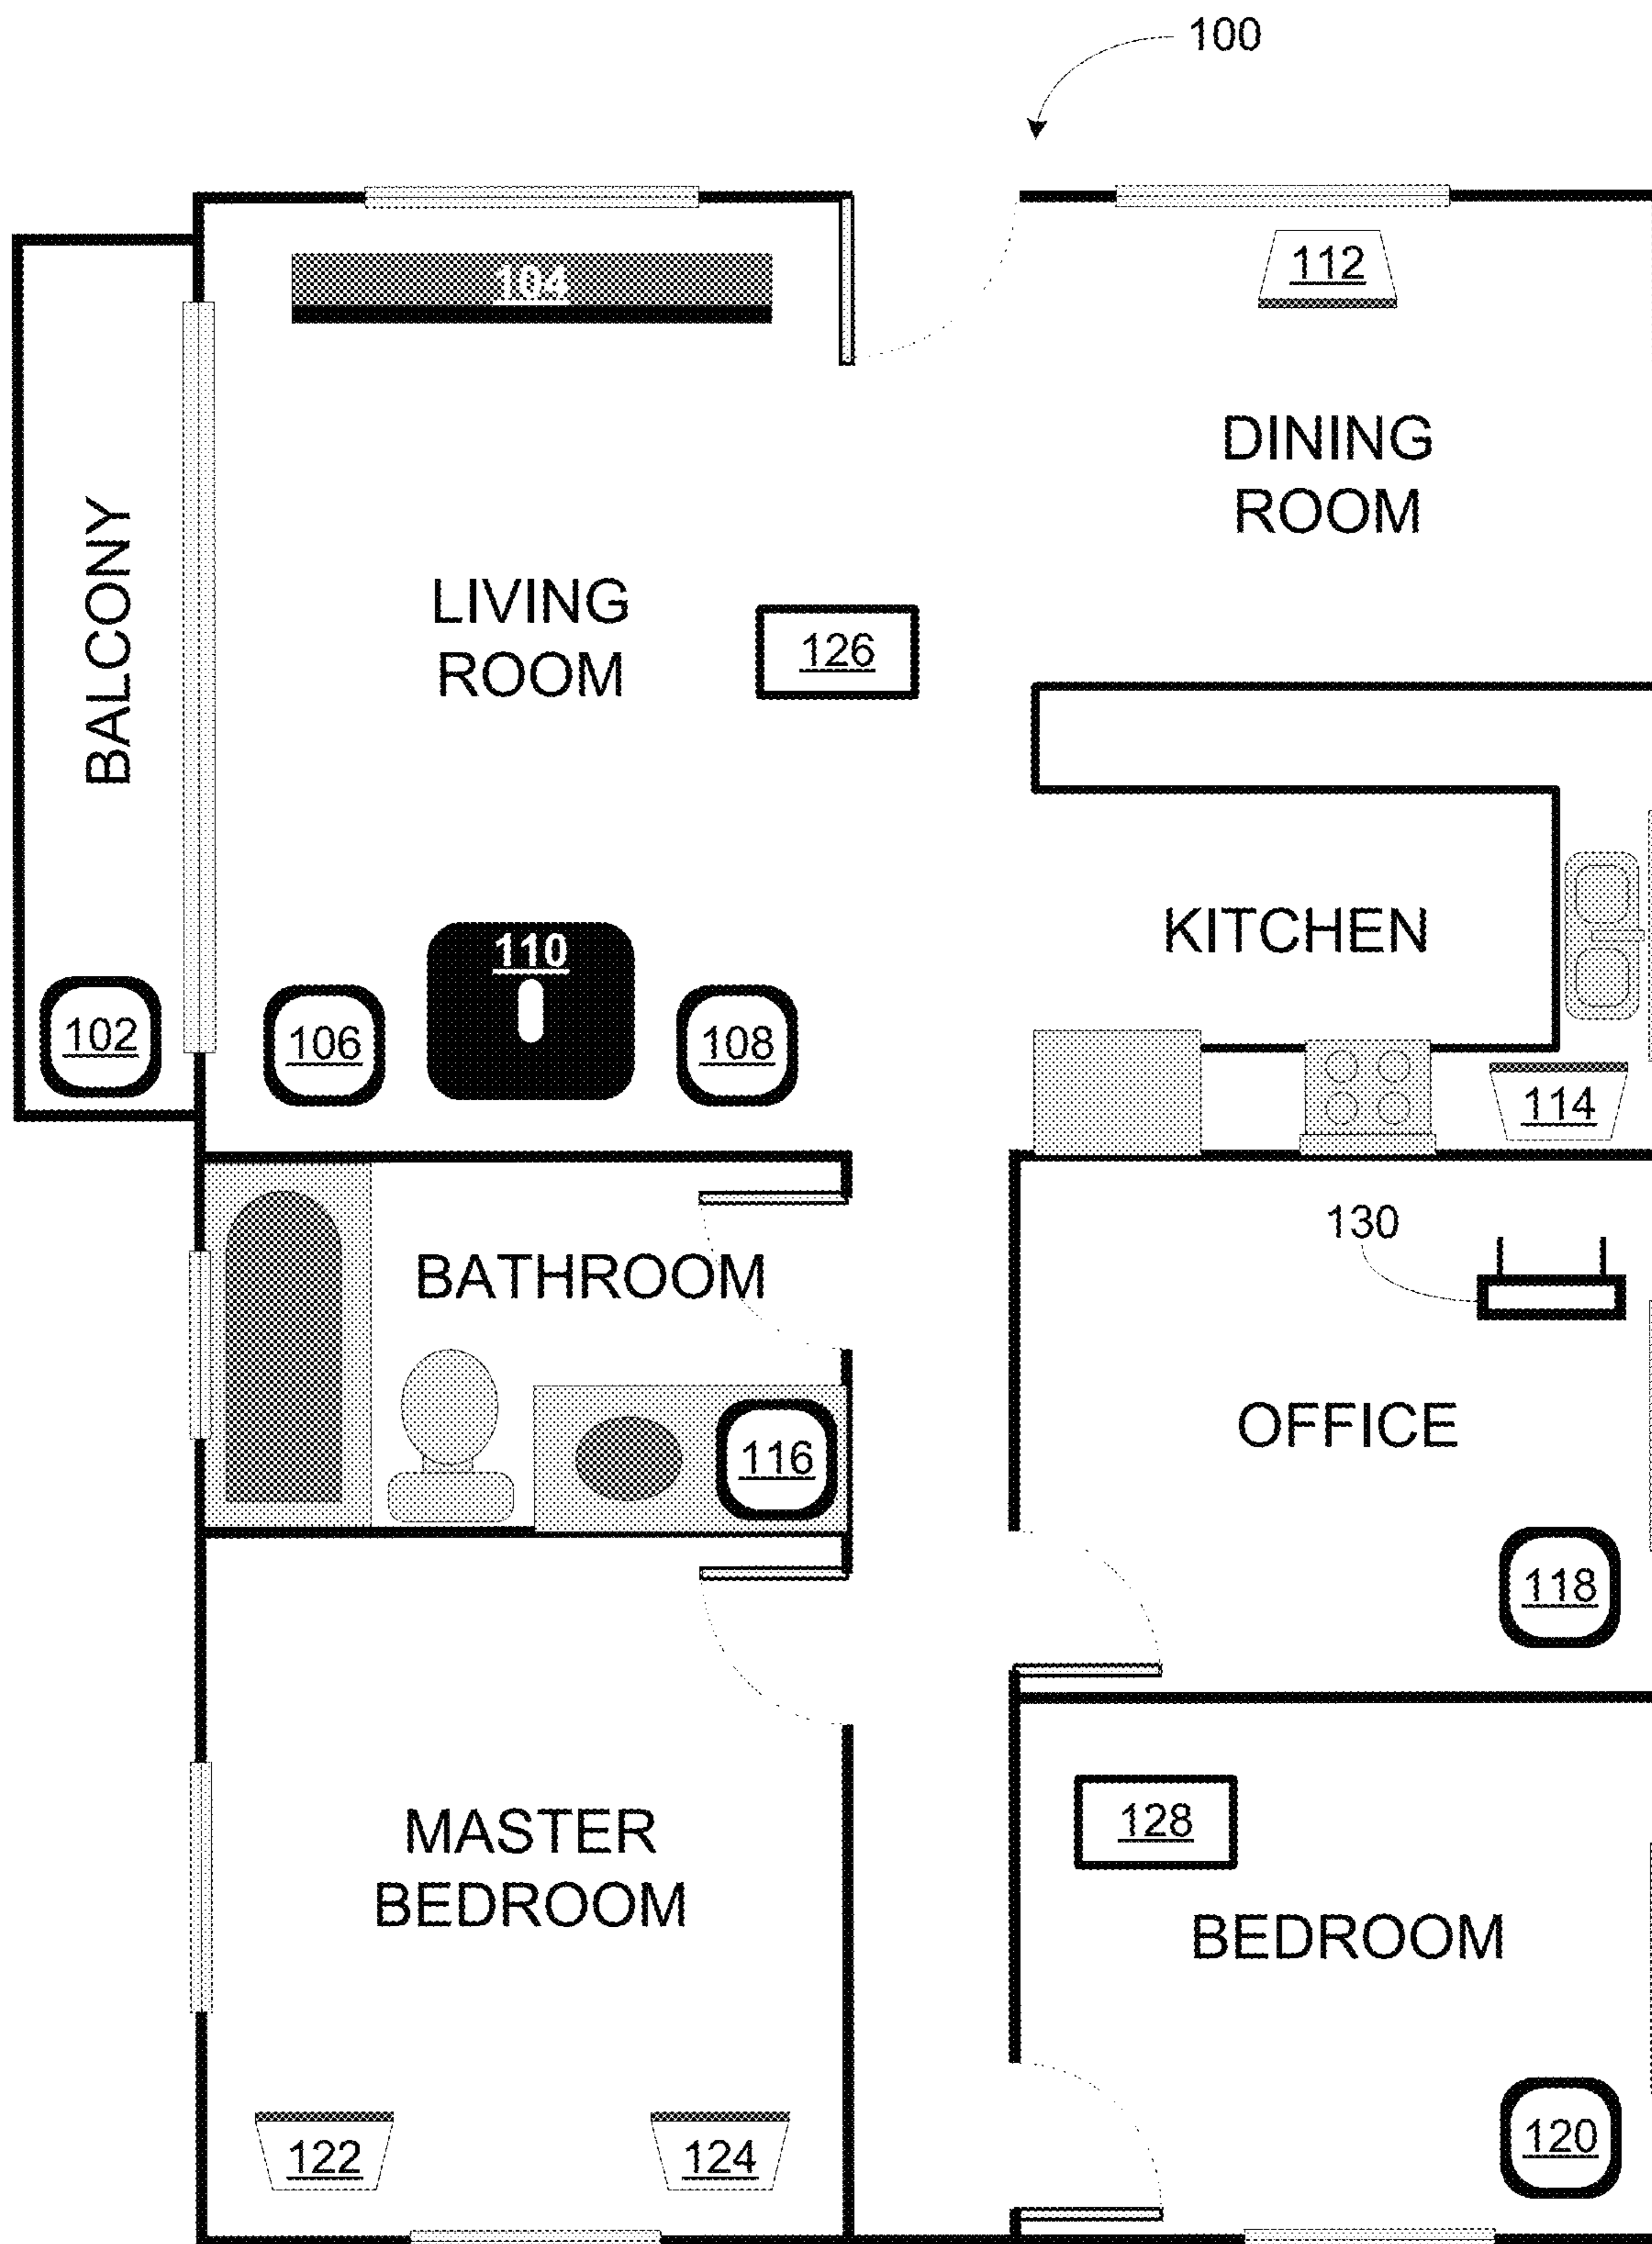 100
104
112
DINING
ROOM
BALCONY
LIVING
ROOM
126
KITCHEN
110
102
106
108
114
130
BATHROOM
OFFICE
116
118
MASTER
BEDROOM
128
BEDROOM
122
124
120